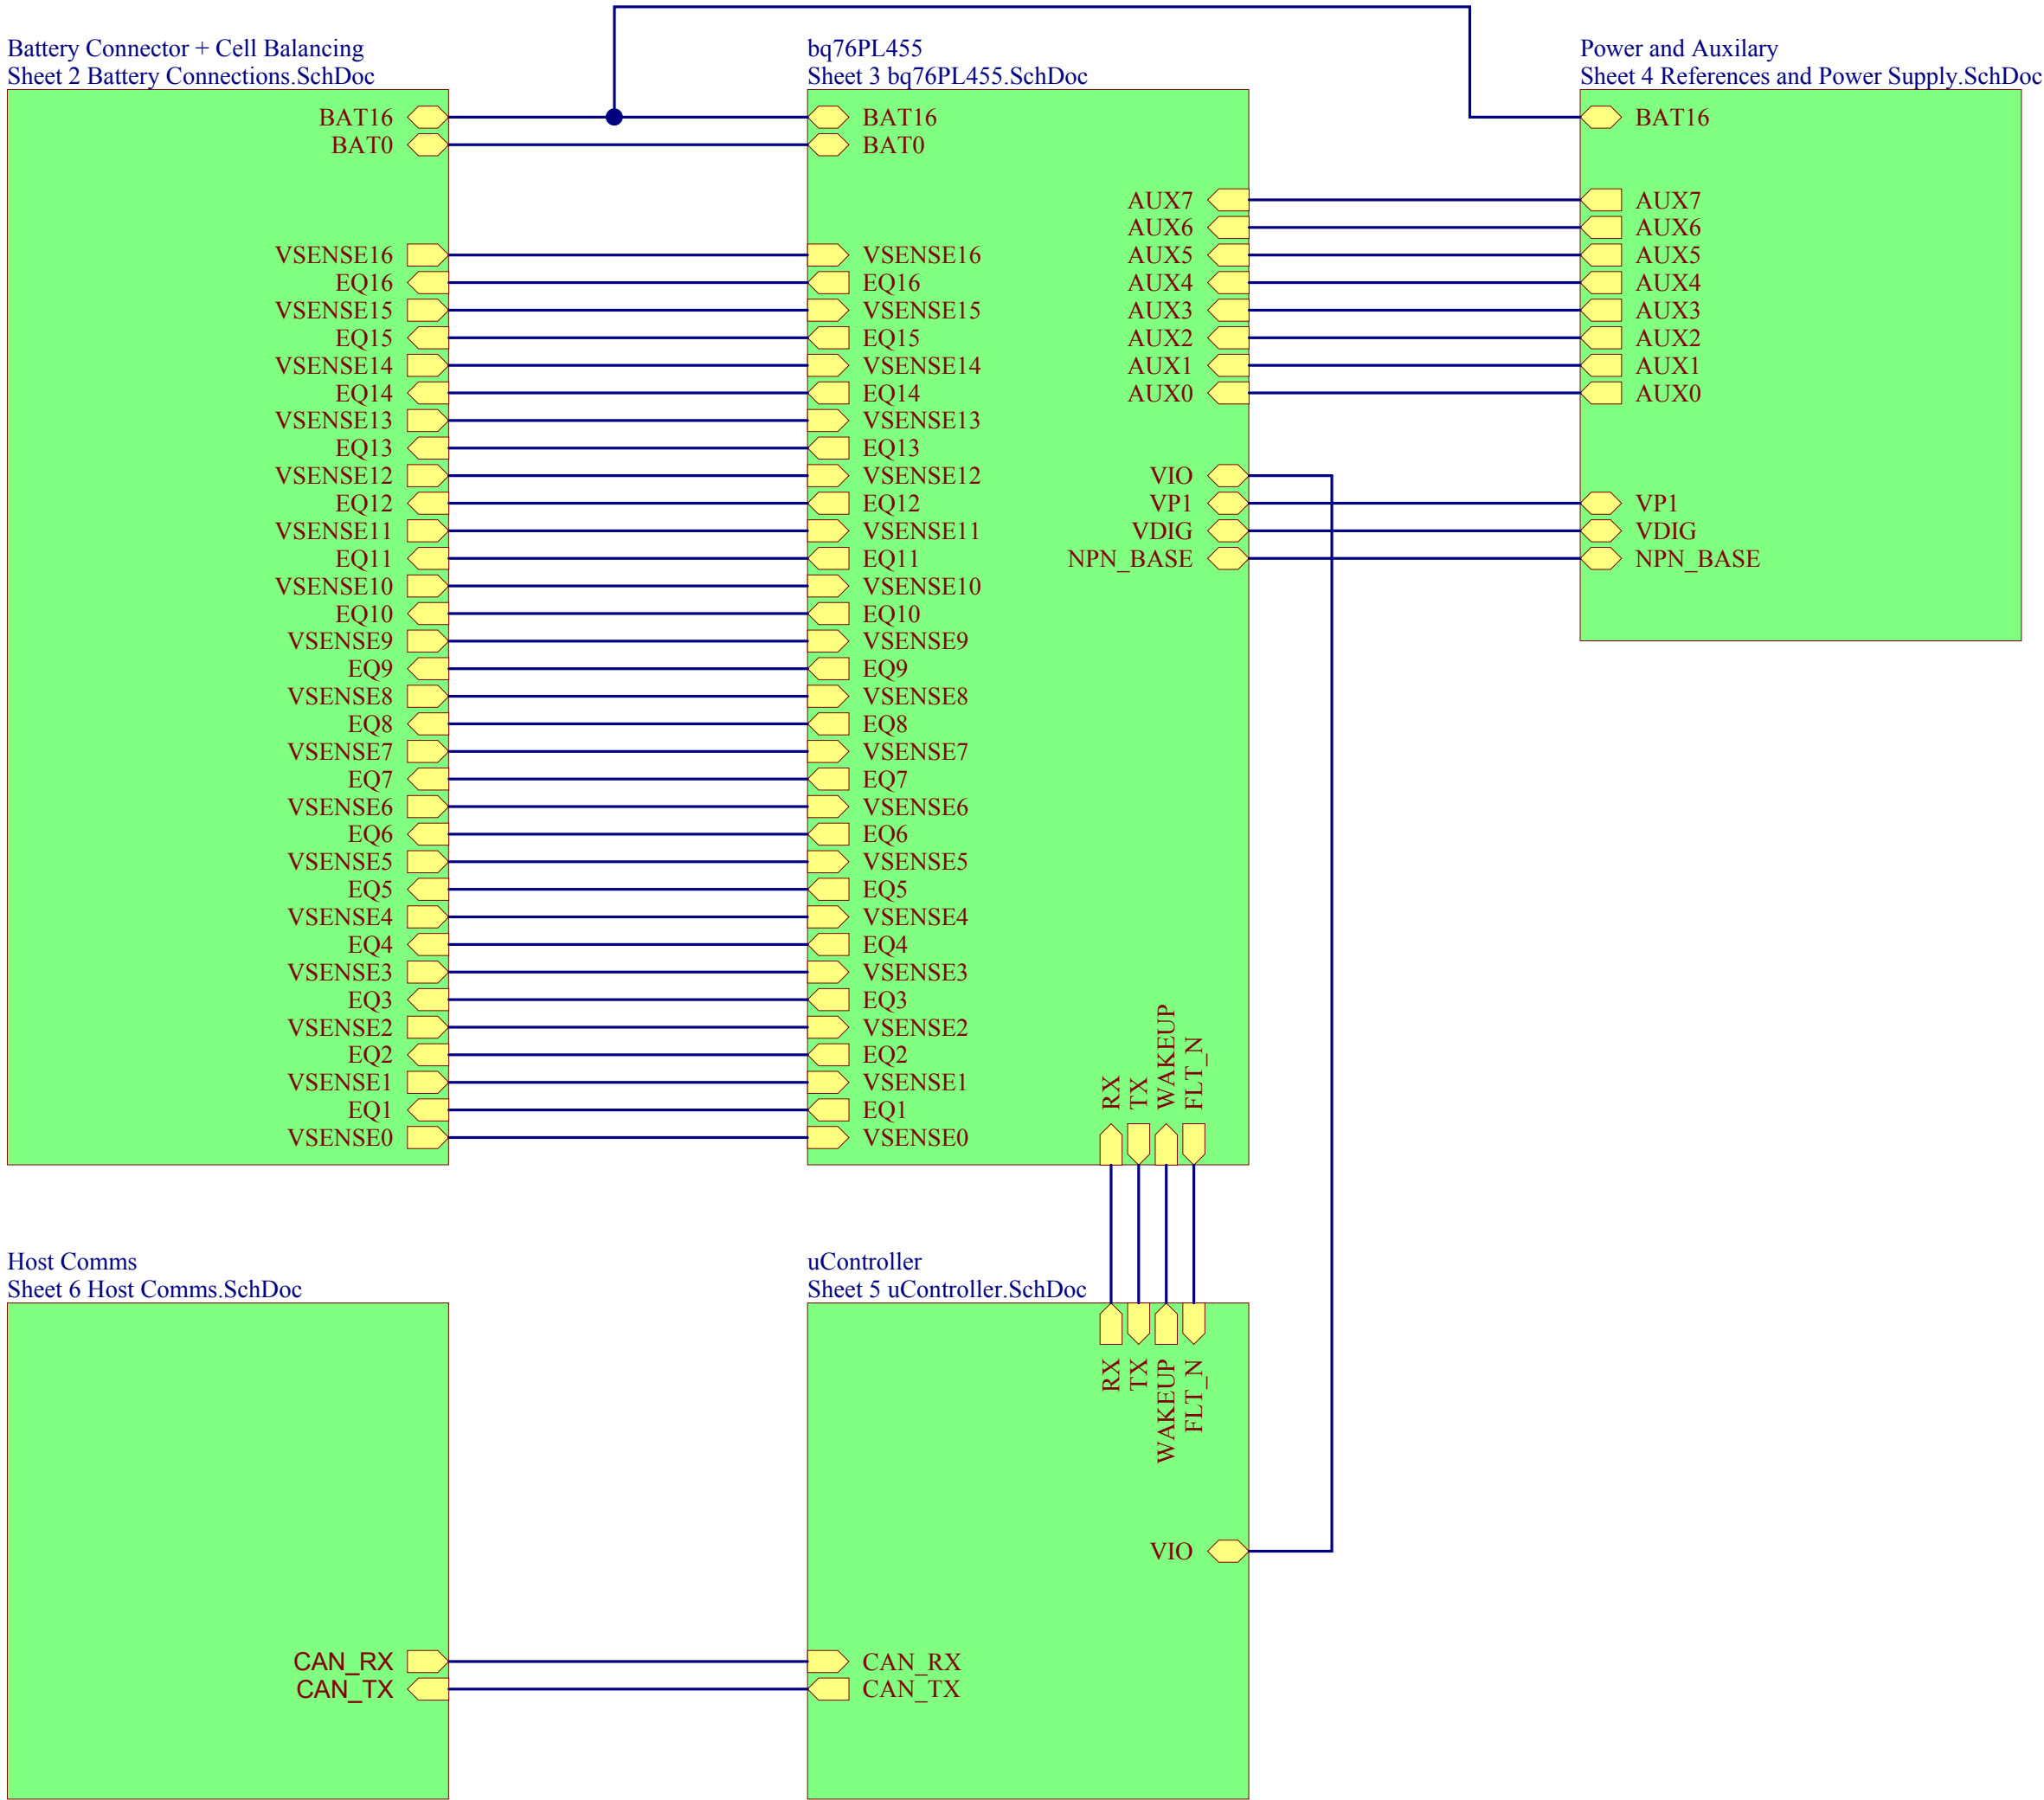 Battery Connector + Cell Balancing
Sheet 2 Battery Connections.SchDoc
BAT16
BAT0
VSENSE16
EQ16
VSENSE15
EQ15
VSENSE14
EQ14
VSENSE13
EQ13
VSENSE12
EQ12
VSENSE11
EQ11
VSENSE10
EQ10
VSENSE9
EQ9
VSENSE8
EQ8
VSENSE7
EQ7
VSENSE6
EQ6
VSENSE5
EQ5
VSENSE4
EQ4
VSENSE3
EQ3
VSENSE2
EQ2
VSENSE1
EQ1
VSENSE0
bq76PL455
Sheet 3 bq76PL455.SchDoc
BAT16
BAT0
VSENSE16
EQ16
VSENSE15
EQ15
VSENSE14
EQ14
VSENSE13
EQ13
VSENSE12
EQ12
VSENSE11
EQ11
VSENSE10
EQ10
VSENSE9
EQ9
VSENSE8
EQ8
VSENSE7
EQ7
VSENSE6
EQ6
VSENSE5
EQ5
VSENSE4
EQ4
VSENSE3
EQ3
VSENSE2
EQ2
VSENSE1
EQ1
VSENSE0
AUX7
AUX6
AUX5
AUX4
AUX3
AUX2
AUX1
AUX0
VIO
VP1
VDIG
NPN_BASE
RX
TX
WAKEUP
FLT_N
Power and Auxilary
Sheet 4 References and Power Supply.SchDoc
BAT16
AUX7
AUX6
AUX5
AUX4
AUX3
AUX2
AUX1
AUX0
VP1
VDIG
NPN_BASE
Host Comms
Sheet 6 Host Comms.SchDoc
CAN_RX
CAN_TX
uController
Sheet 5 uController.SchDoc
RX
TX
WAKEUP
FLT_N
VIO
CAN_RX
CAN_TX